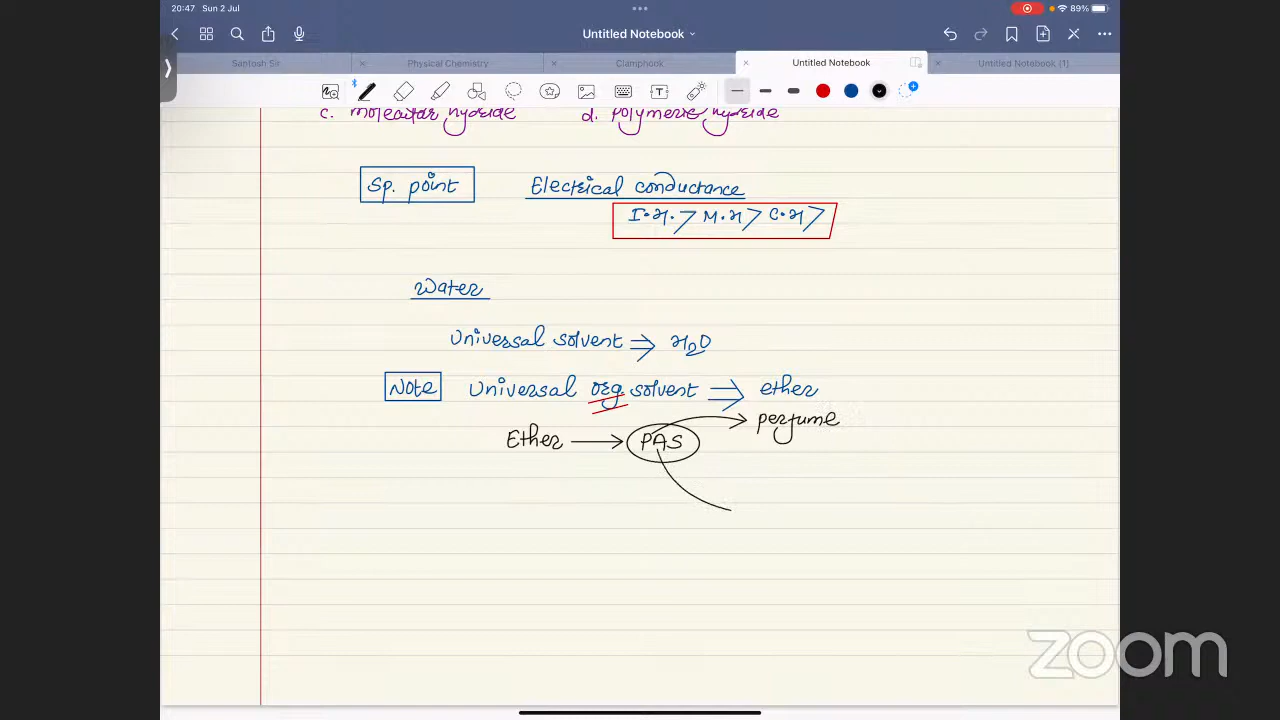 20:47 Sun 2 Jul
89%
Untitled Notebook
Santosh Sir
Physical Chemistry
Clamphook
Untitled Notebook
Untitled Notebook (1)
c. molecular hydride d. polymeric hydride
Sp. point Electrical conductance
I.H. > M.H > C.H >
Water
Universal solvent ⇒ H2O
Note Universal org. solvent ⇒ ether
Ether → PAS → perfume
zoom